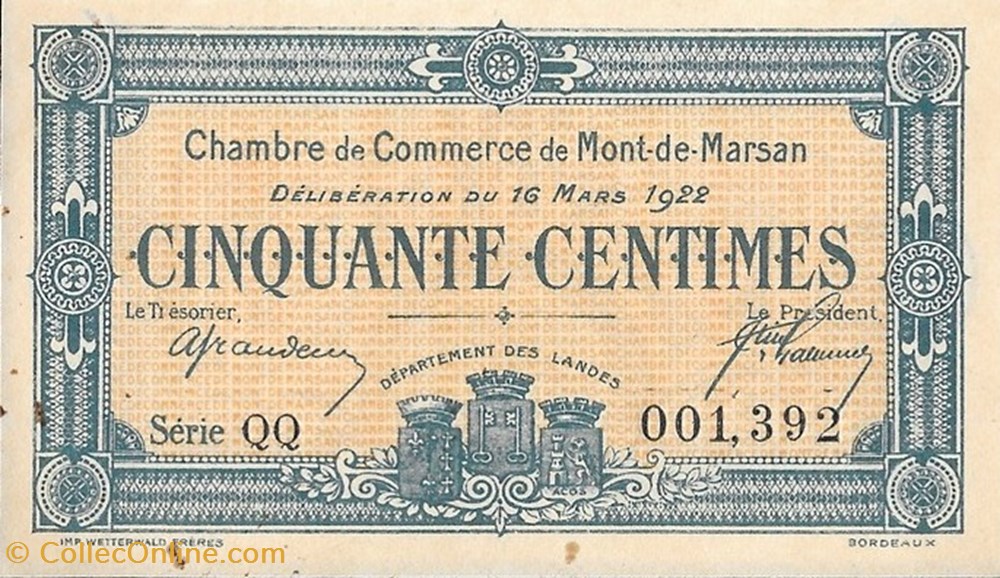 Chambre de Commerce de Mont-de-Marsan
DÉLIBÉRATION DU 16 MARS 1922
CINQUANTE CENTIMES
Le Trésorier,
Le Président,
DÉPARTEMENT DES LANDES
Série QQ
001,392
ACQS
IMP. WETTERWALD FRÈRES
BORDEAUX
© CollecOnline.com